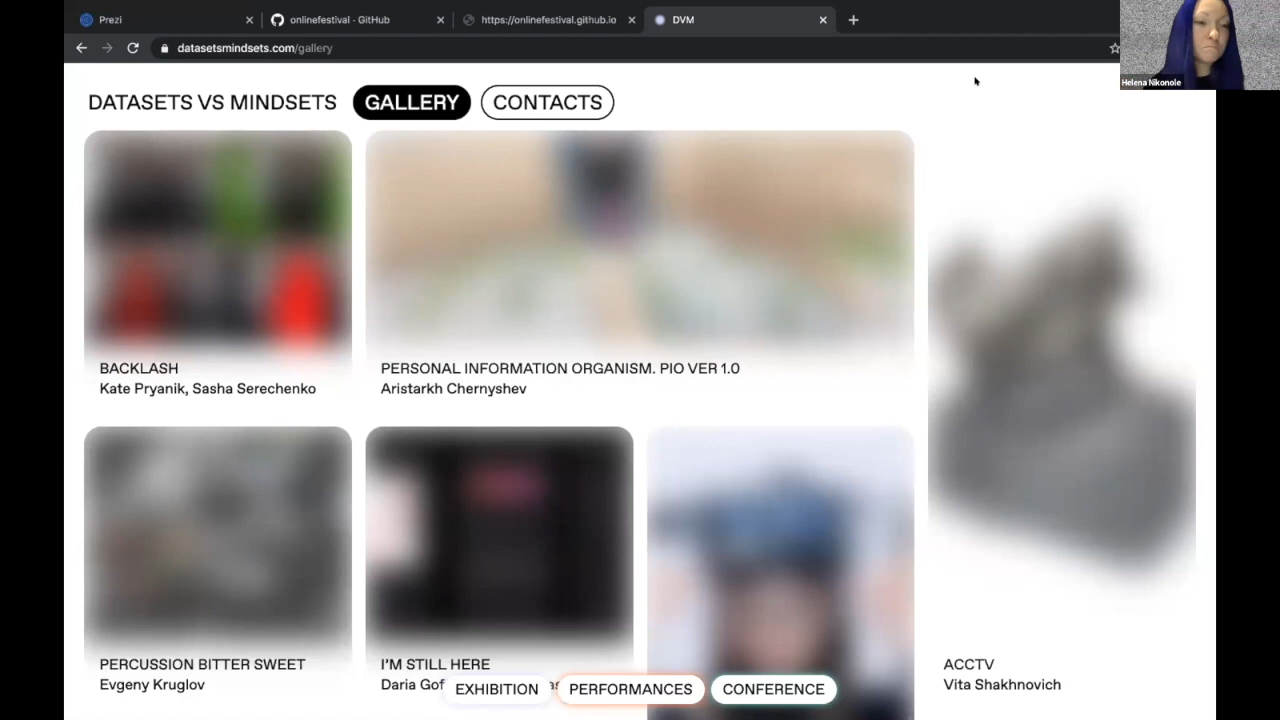 Prezi
onlinefestival · GitHub
https://onlinefestival.github.io
DVM
datasetsmindsets.com/gallery
Helena Nikonole
DATASETS VS MINDSETS
GALLERY
CONTACTS
BACKLASH
Kate Pryanik, Sasha Serechenko
PERSONAL INFORMATION ORGANISM. PIO VER 1.0
Aristarkh Chernyshev
PERCUSSION BITTER SWEET
Evgeny Kruglov
I'M STILL HERE
Daria
ACCTV
Vita Shakhnovich
EXHIBITION
PERFORMANCES
CONFERENCE